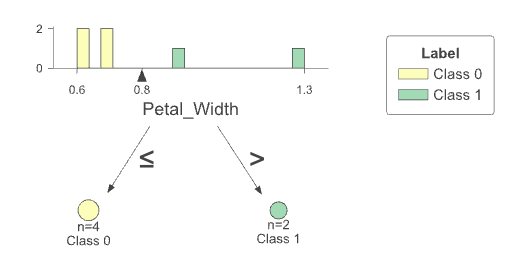 2
0
0.6 0.8 1.3
Petal_Width
Label
Class 0
Class 1
≤ >
n=4
Class 0
n=2
Class 1